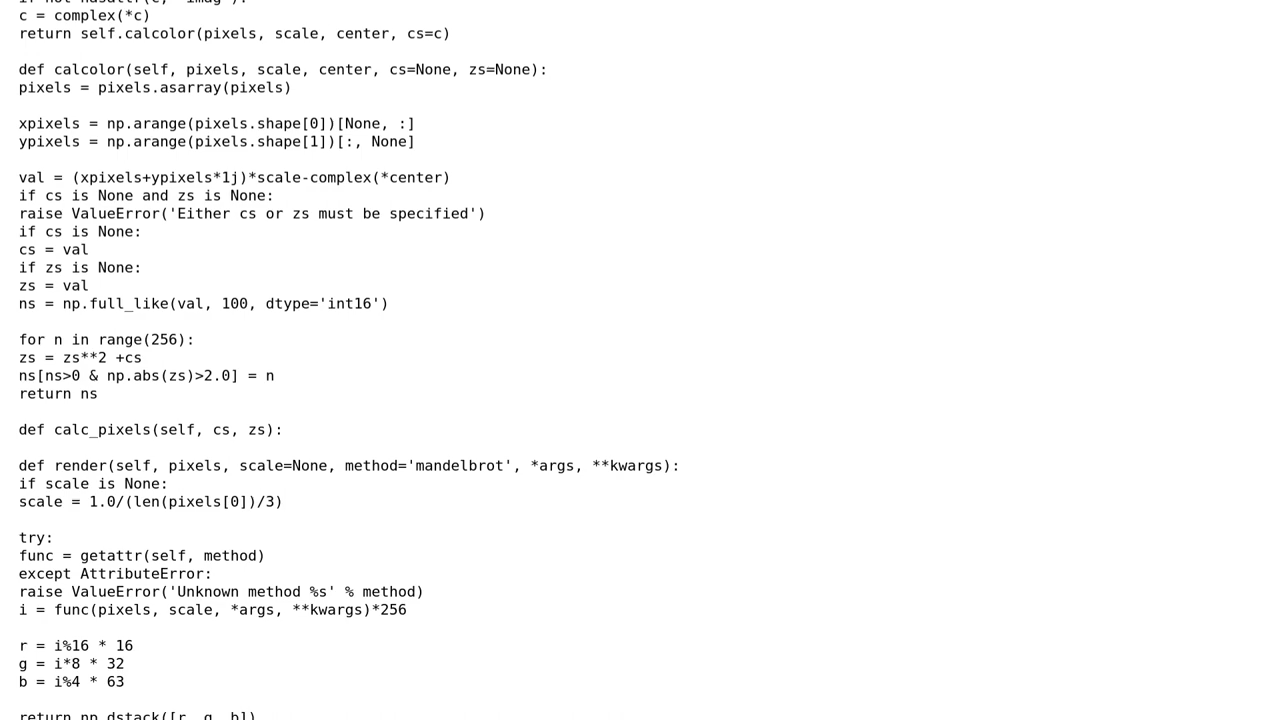 c = complex(*c)
return self.calcolor(pixels, scale, center, cs=c)
def calcolor(self, pixels, scale, center, cs=None, zs=None):
pixels = pixels.asarray(pixels)
xpixels = np.arange(pixels.shape[0])[None, :]
ypixels = np.arange(pixels.shape[1])[:, None]
val = (xpixels+ypixels*1j)*scale-complex(*center)
if cs is None and zs is None:
raise ValueError('Either cs or zs must be specified')
if cs is None:
cs = val
if zs is None:
zs = val
ns = np.full_like(val, 100, dtype='int16')
for n in range(256):
zs = zs**2 +cs
ns[ns>0 & np.abs(zs)>2.0] = n
return ns
def calc_pixels(self, cs, zs):
def render(self, pixels, scale=None, method='mandelbrot', *args, **kwargs):
if scale is None:
scale = 1.0/(len(pixels[0])/3)
try:
func = getattr(self, method)
except AttributeError:
raise ValueError('Unknown method %s' % method)
i = func(pixels, scale, *args, **kwargs)*256
r = i%16 * 16
g = i*8 * 32
b = i%4 * 63
return np.dstack([r, g, b])